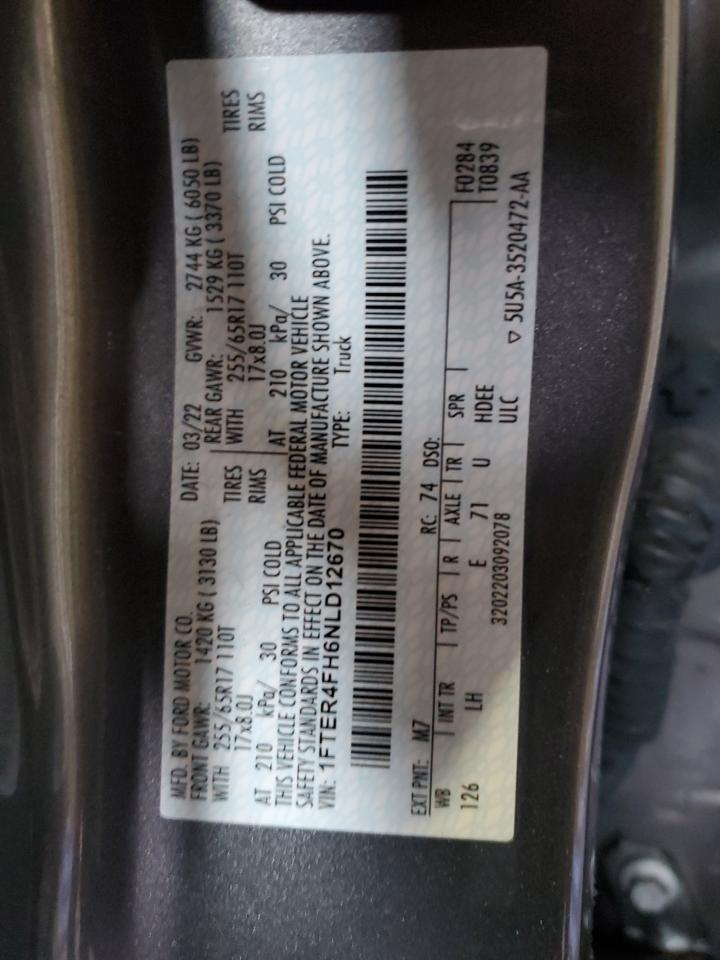 MFD. BY FORD MOTOR CO. DATE: 03/22 GVWR: 2744 KG ( 6050 LB)
FRONT GAWR: 1420 KG ( 3130 LB) REAR GAWR: 1529 KG ( 3370 LB)
WITH 255/65R17 110T TIRES WITH 255/65R17 110T TIRES
17x8.0J RIMS 17x8.0J RIMS
AT 210 kPa/ 30 PSI COLD AT 210 kPa/ 30 PSI COLD
THIS VEHICLE CONFORMS TO ALL APPLICABLE FEDERAL MOTOR VEHICLE
SAFETY STANDARDS IN EFFECT ON THE DATE OF MANUFACTURE SHOWN ABOVE.
VIN: 1FTER4FH6NLD12670 TYPE: Truck
EXT PNT: M7 RC: 74 DSO:
WB INT TR TP/PS R AXLE TR SPR F0284
126 LH E 71 U HDEE T0839
3202203092078 ULC
▽ 5U5A-3520472-AA